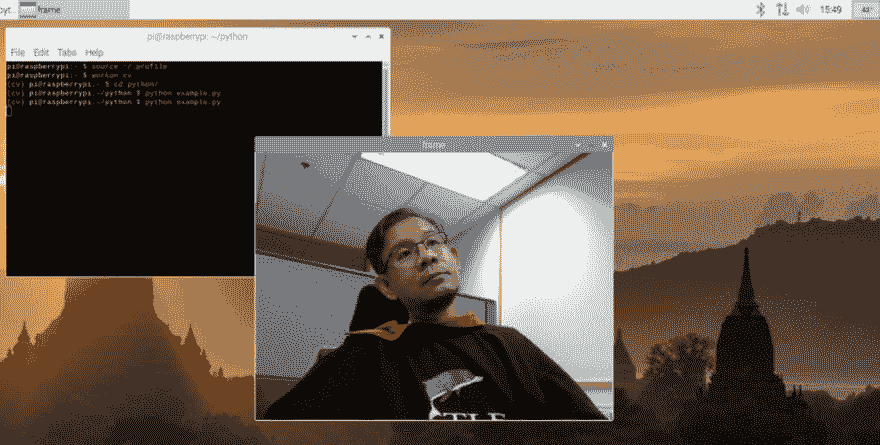 frame
15:49
pi@raspberrypi: ~/python
File Edit Tabs Help
pi@raspberrypi:~ $ source ~/.profile
pi@raspberrypi:~ $ workon cv
(cv) pi@raspberrypi:~ $ cd python/
(cv) pi@raspberrypi:~/python $ python example.py
(cv) pi@raspberrypi:~/python $ python example.py
frame